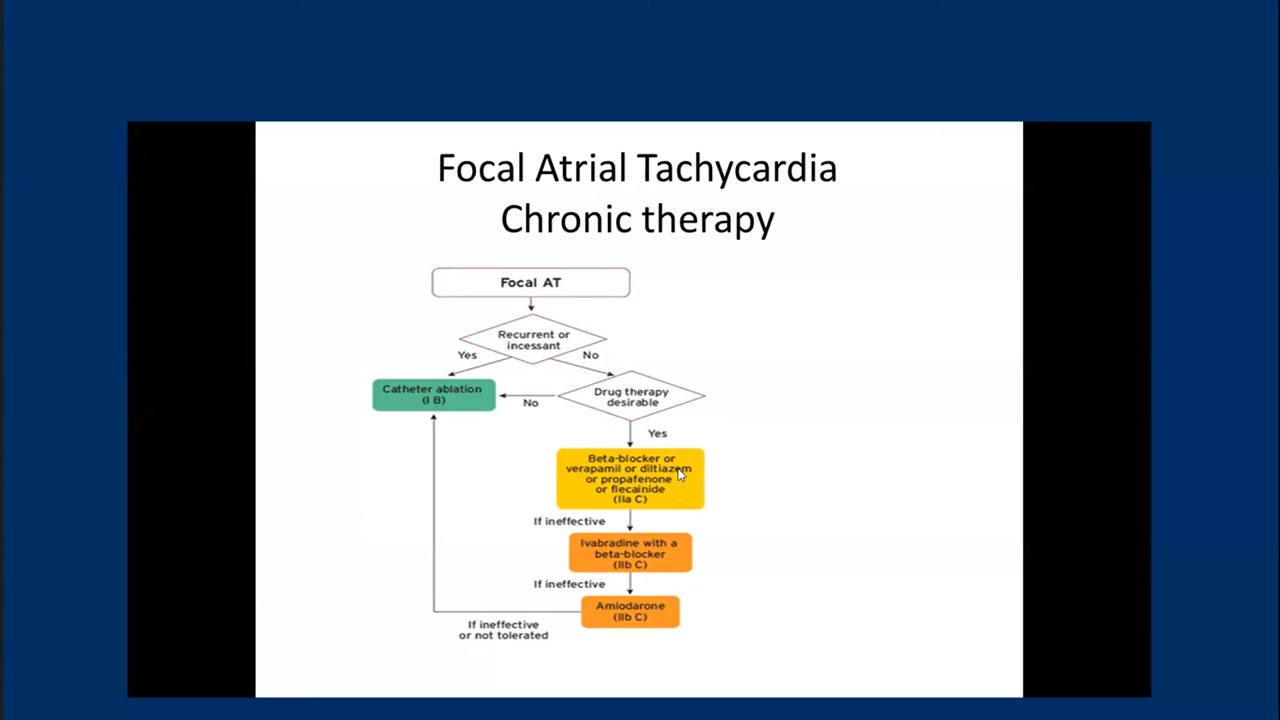 Focal Atrial Tachycardia
Chronic therapy
Focal AT
Recurrent or
incessant
Yes
No
Catheter ablation
(I B)
No
Drug therapy
desirable
Yes
Beta-blocker or
verapamil or diltiazem
or propafenone
or flecainide
(IIa C)
If ineffective
Ivabradine with a
beta-blocker
(IIb C)
If ineffective
Amiodarone
(IIb C)
If ineffective
or not tolerated